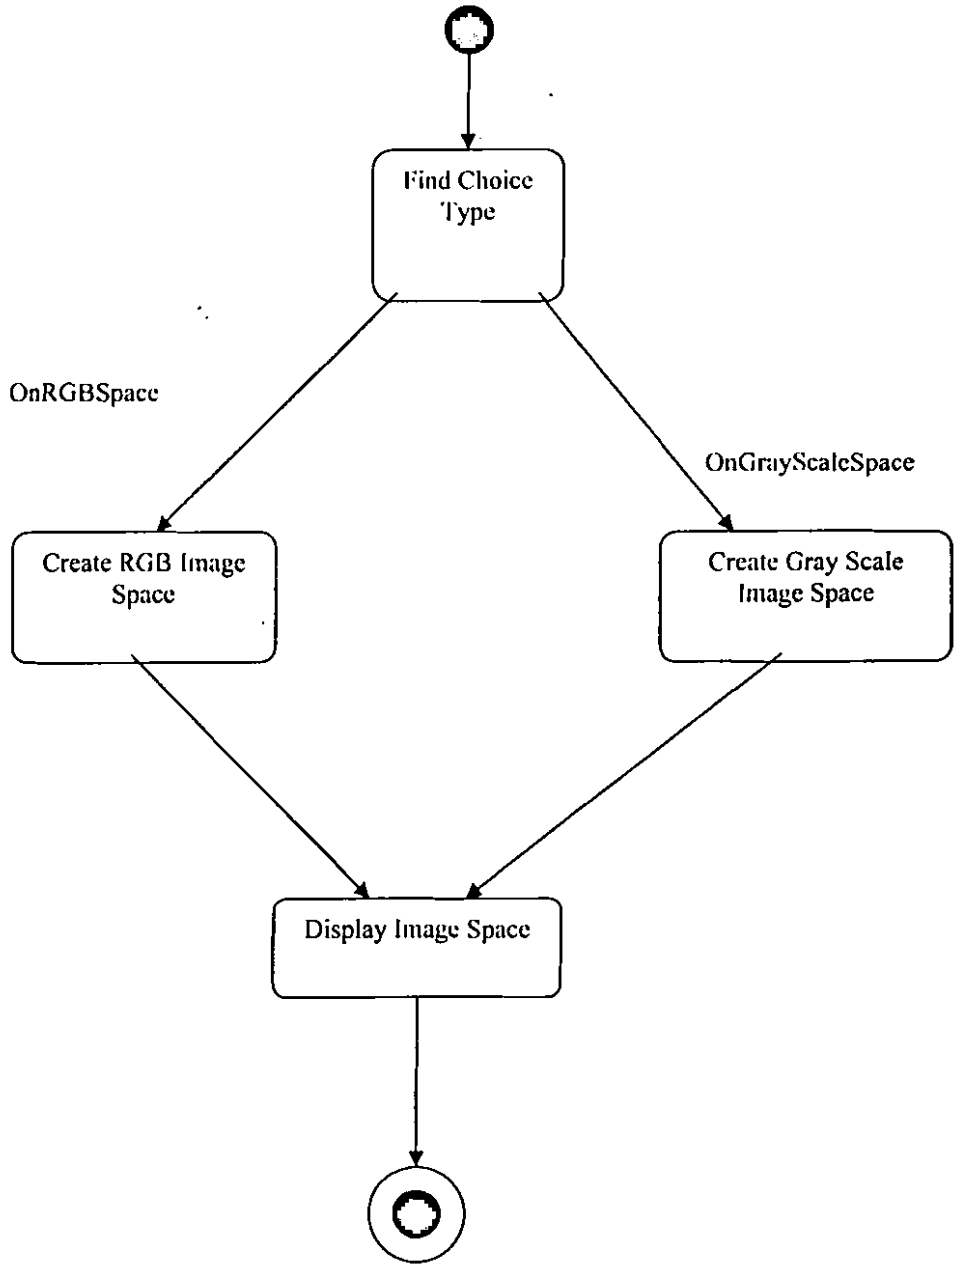 Find Choice
Type
OnRGBSpace
OnGrayScaleSpace
Create RGB Image
Space
Create Gray Scale
Image Space
Display Image Space